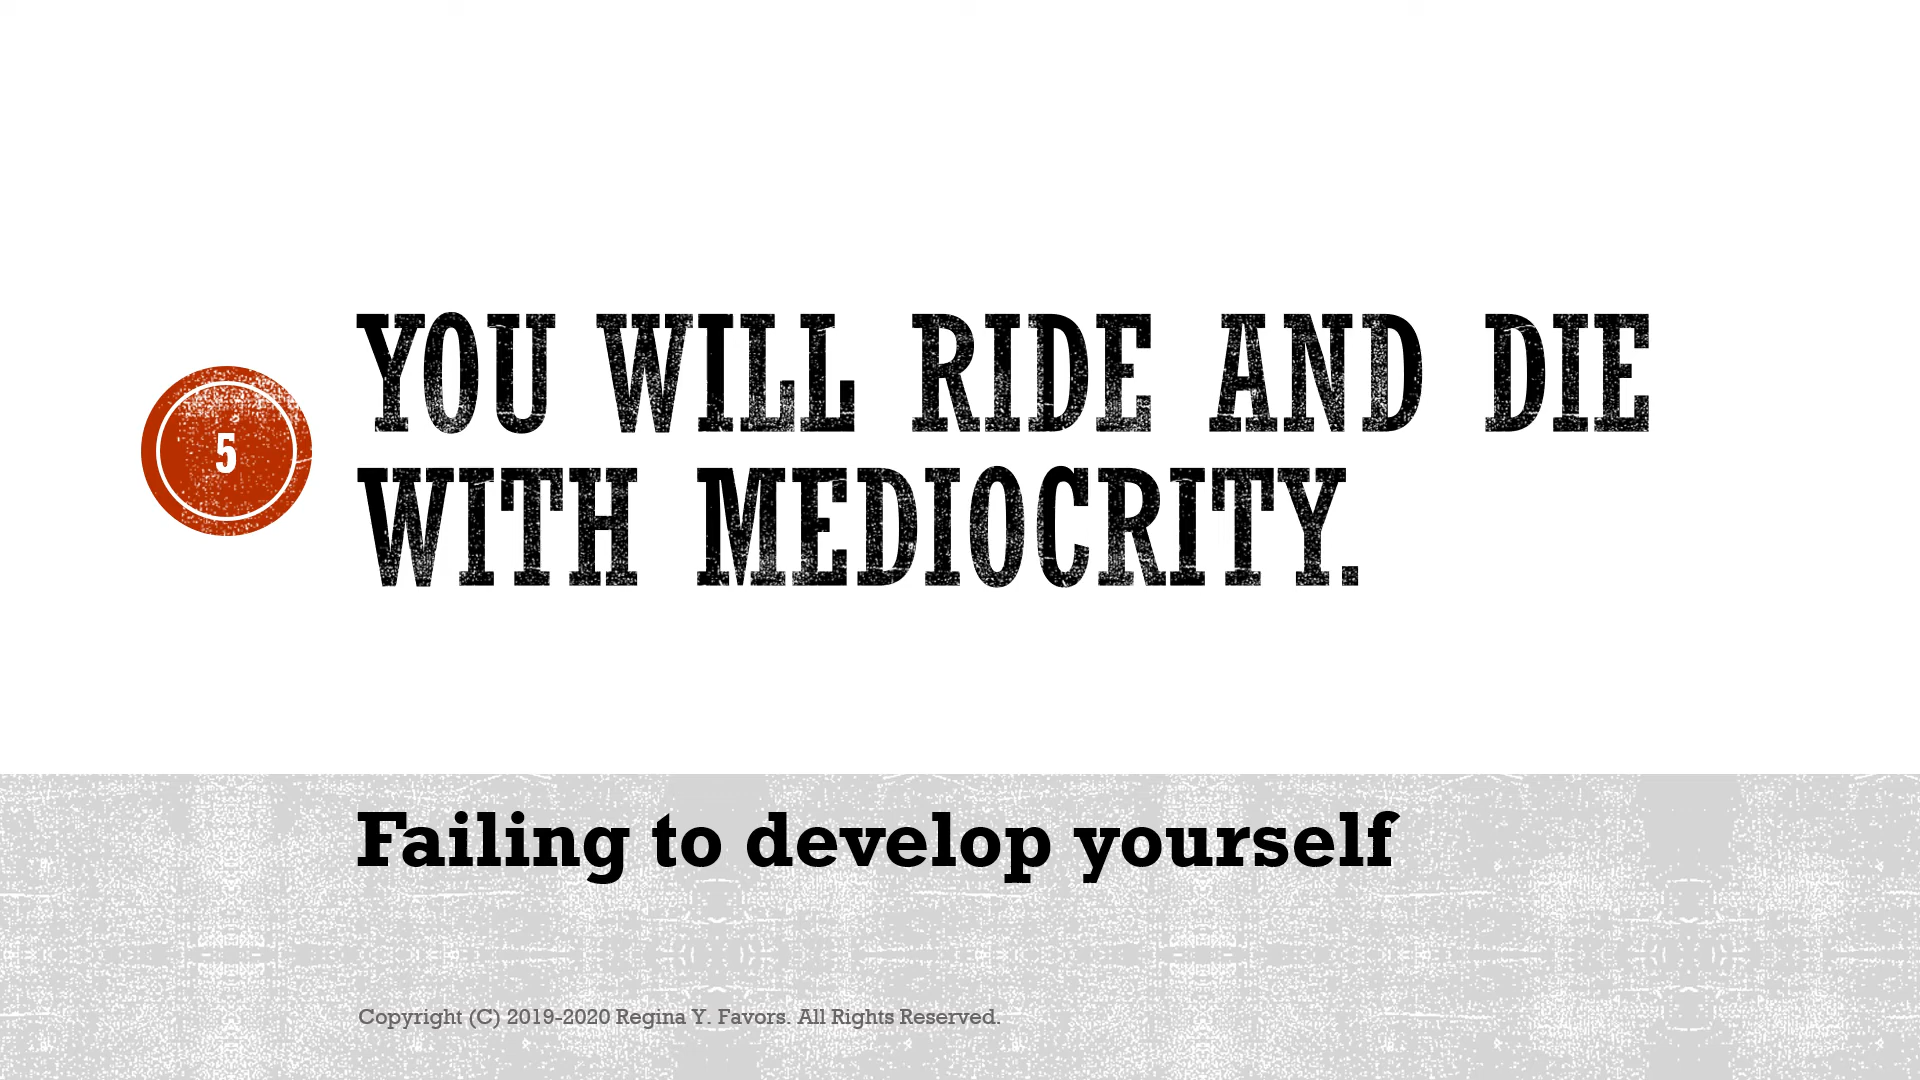 5
YOU WILL RIDE AND DIE
WITH MEDIOCRITY.
Failing to develop yourself
Copyright (C) 2019-2020 Regina Y. Favors. All Rights Reserved.